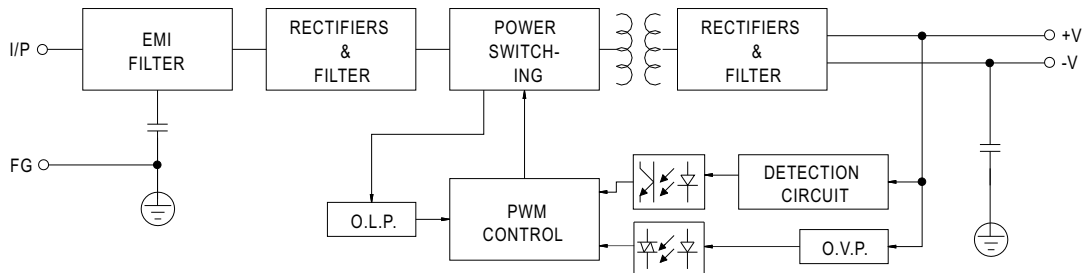 I/P
EMI
FILTER
RECTIFIERS
&
FILTER
POWER
SWITCH-
ING
RECTIFIERS
&
FILTER
+V
-V
FG
O.L.P.
PWM
CONTROL
DETECTION
CIRCUIT
O.V.P.